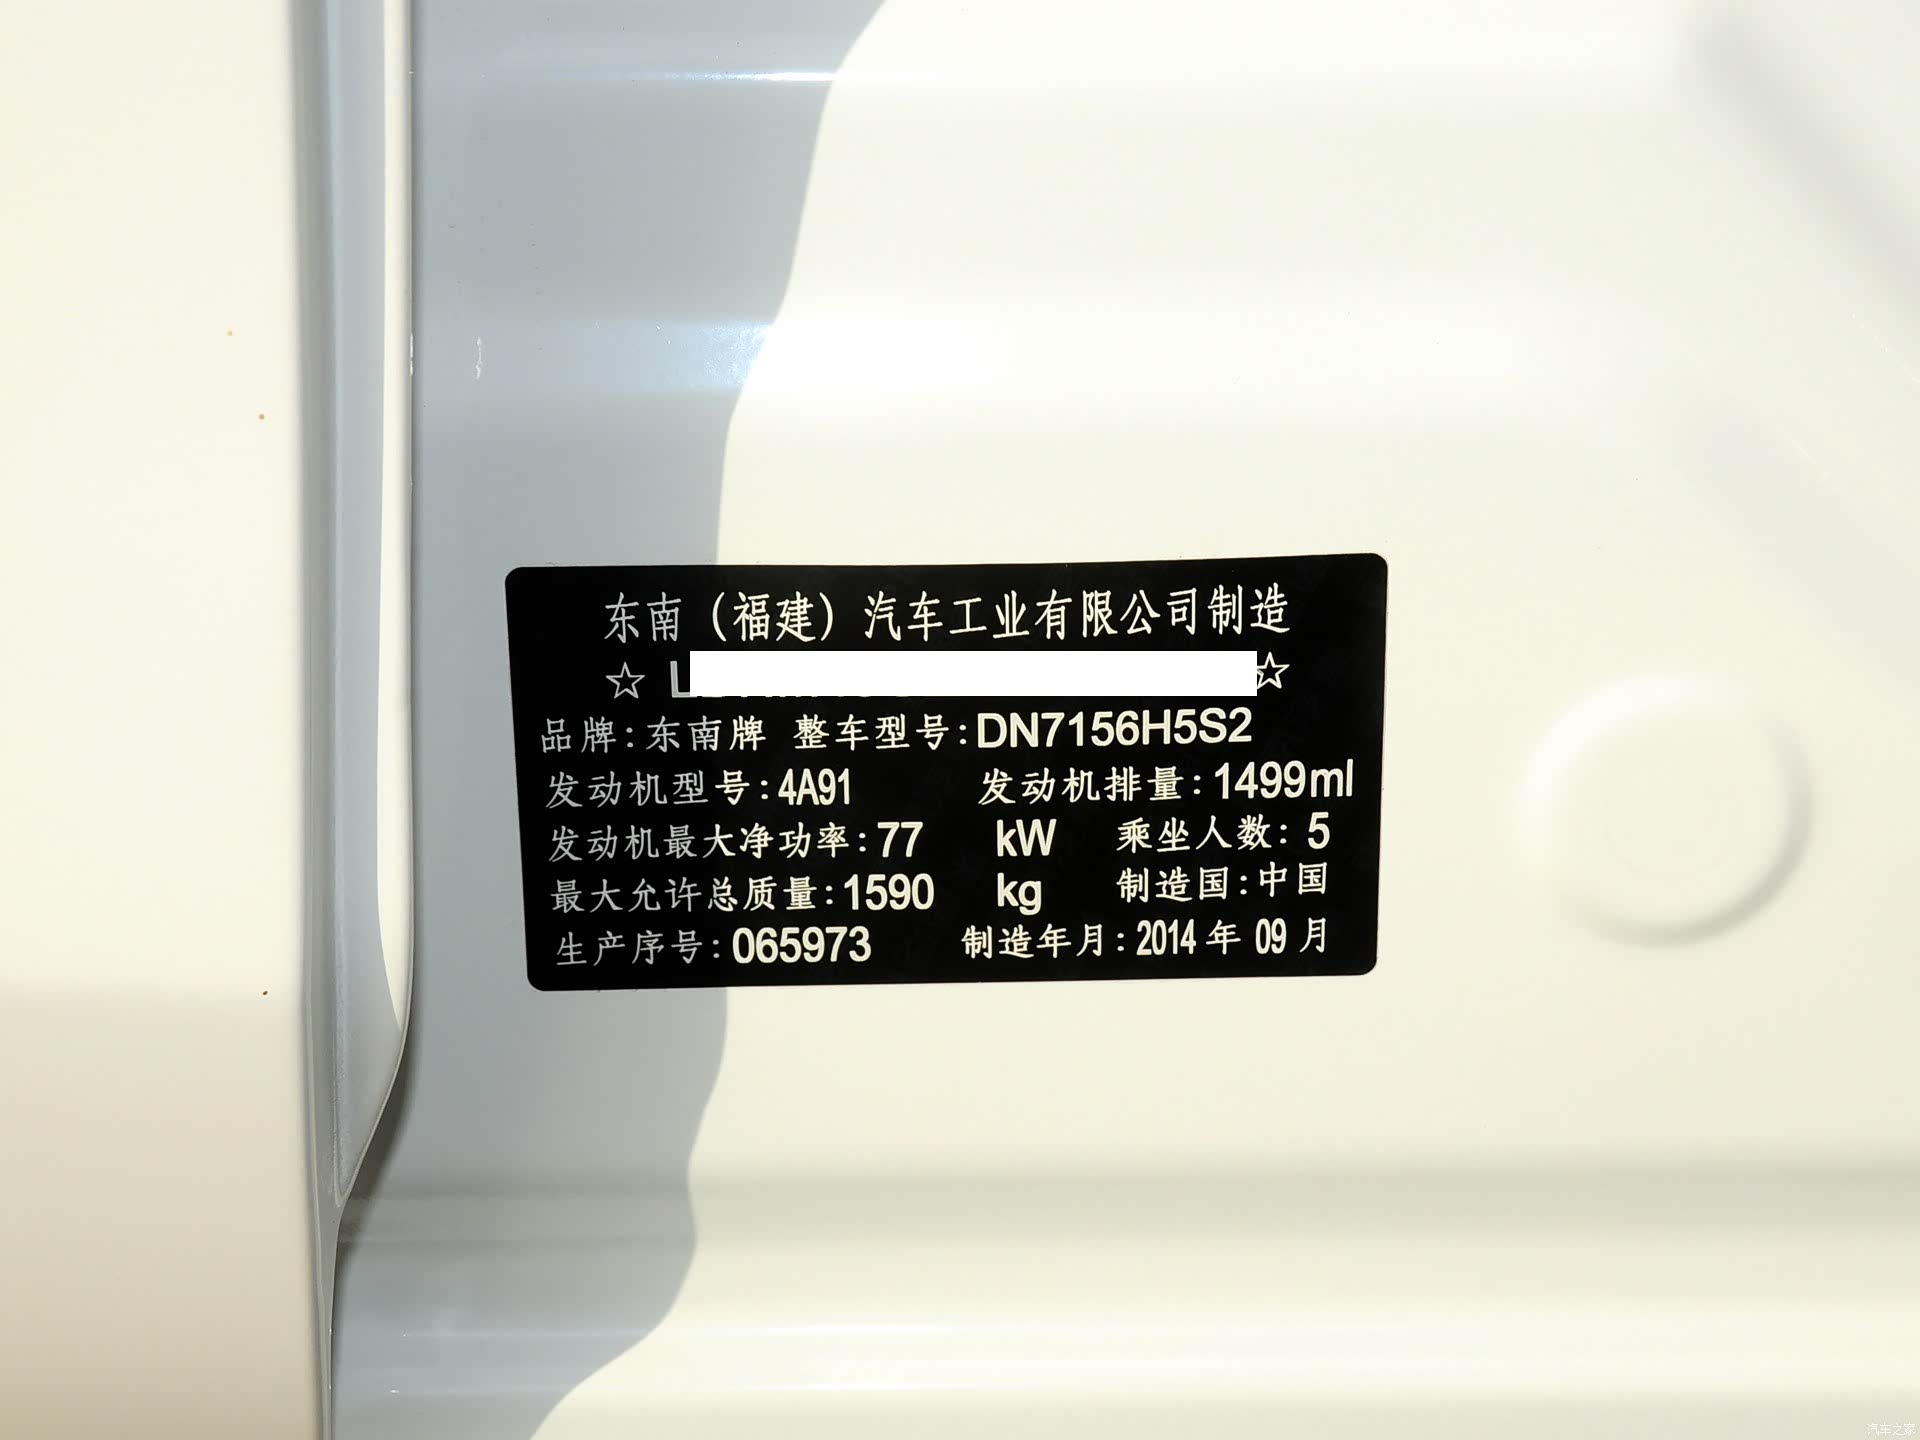 东南（福建）汽车工业有限公司制造
☆ L ☆
品牌:东南牌 整车型号:DN7156H5S2
发动机型号:4A91 发动机排量:1499ml
发动机最大净功率:77 kW 乘坐人数:5
最大允许总质量:1590 kg 制造国:中国
生产序号:065973 制造年月:2014年09月
汽车之家